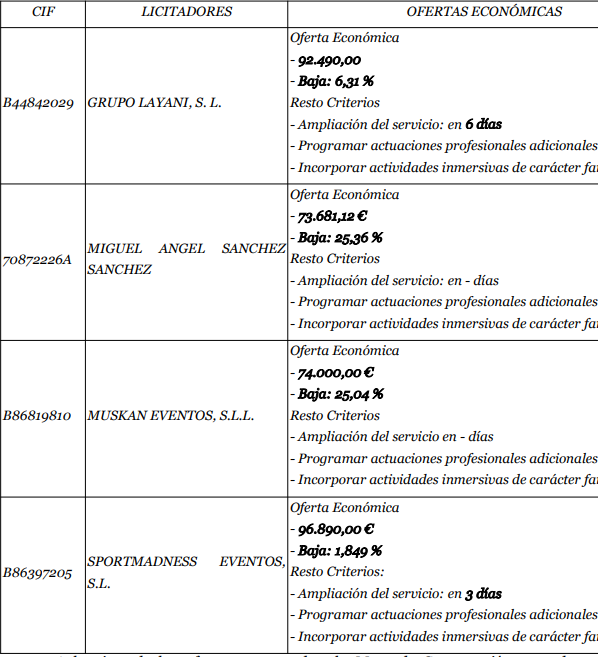 CIF LICITADORES OFERTAS ECONÓMICAS
Oferta Económica
- 92.490,00
- Baja: 6,31 %
B44842029 GRUPO LAYANI, S. L.
Resto Criterios
- Ampliación del servicio: en 6 días
- Programar actuaciones profesionales adicionales
- Incorporar actividades inmersivas de carácter
Oferta Económica
- 73.681,12 €
- Baja: 25,36 %
70872226A MIGUEL ANGEL SANCHEZ
SANCHEZ
Resto Criterios
- Ampliación del servicio: en - días
- Programar actuaciones profesionales adicionales
- Incorporar actividades inmersivas de carácter
Oferta Económica
- 74.000,00 €
- Baja: 25,04 %
B86819810 MUSKAN EVENTOS, S.L.L.
Resto Criterios
- Ampliación del servicio en - días
- Programar actuaciones profesionales adicionales
- Incorporar actividades inmersivas de carácter
Oferta Económica
- 96.890,00 €
- Baja: 1,849 %
B86397205 SPORTMADNESS EVENTOS,
S.L.
Resto Criterios:
- Ampliación del servicio: en 3 días
- Programar actuaciones profesionales adicionales
- Incorporar actividades inmersivas de carácter